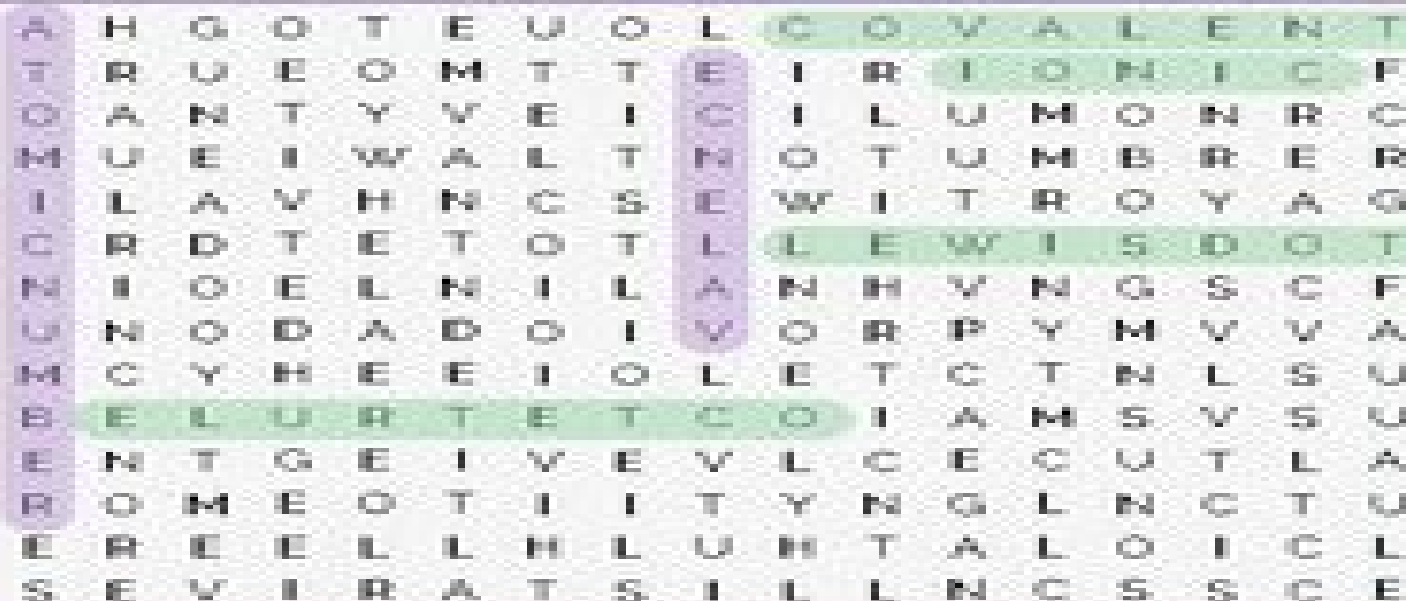 A H G O T E U O L C O V A L E N T
T R U E O M T T E I R I O N I C F
O A N T Y V E I C I L U M O N R C
M U E I W A L T N O T U M B R E R
I L A V H N C S E W I T R O Y A G
C R D T E T O T L L E W I S D O T
N I O E L N I L A N H V N G S C F
U N O D A D O I V O R P Y M V V A
M C Y H E E I O L E T C T N L S U
B E L U R T E T C O I A M S V S U
E N T G E I V E V L C E C U T L A
R O M E O T I I T Y N G L N C T U
E R E E L L H L U H T A L O I C L
S E V I R A T S I L L N C S S C E